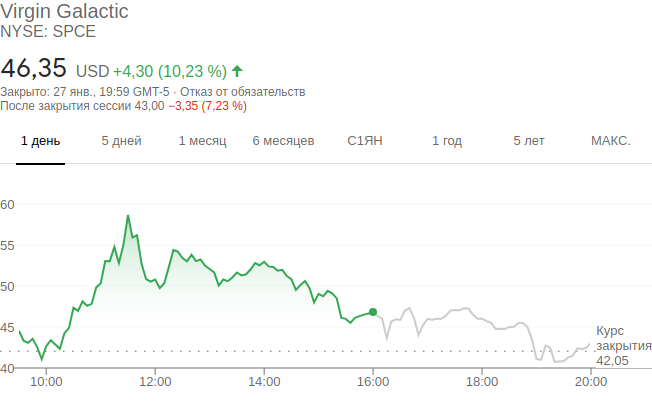 Virgin Galactic
NYSE: SPCE
46,35 USD +4,30 (10,23 %)
Закрыто: 27 янв., 19:59 GMT-5 · Отказ от обязательств
После закрытия сессии 43,00 −3,35 (7,23 %)
1 день 5 дней 1 месяц 6 месяцев С1ЯН 1 год 5 лет МАКС.
60
55
50
45
40
Курс
закрытия
42,05
10:00 12:00 14:00 16:00 18:00 20:00